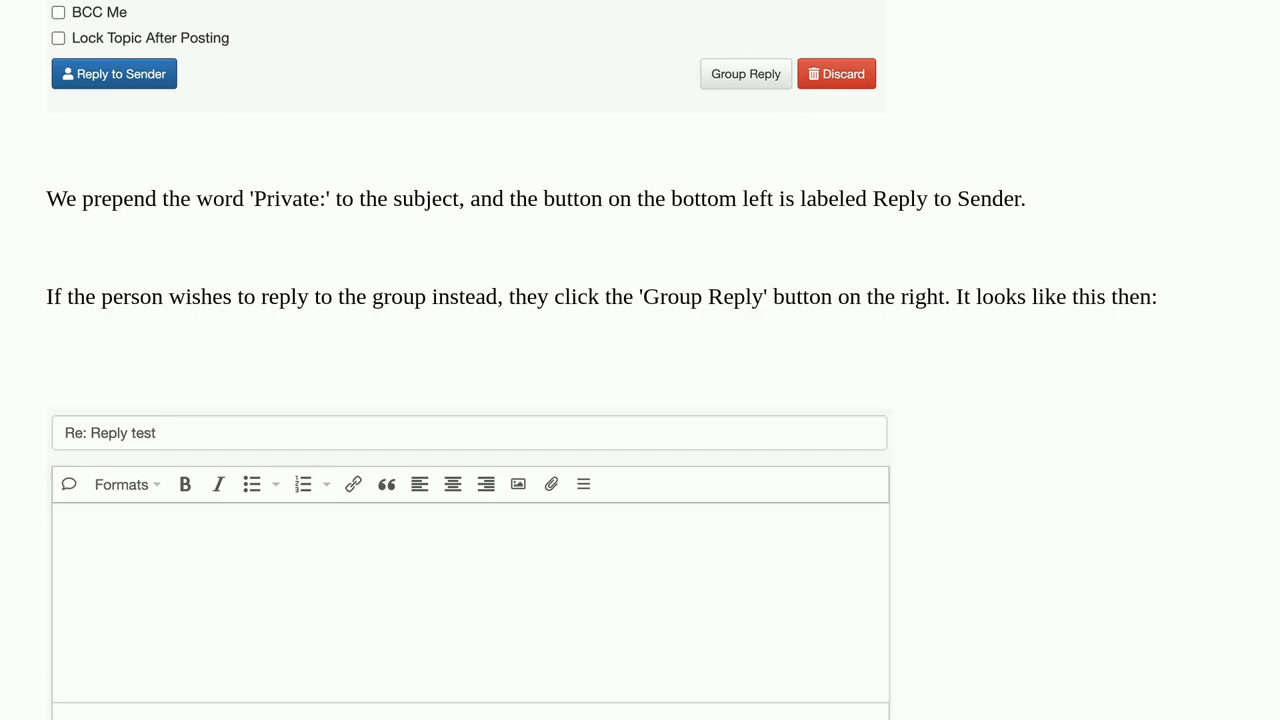 BCC Me
Lock Topic After Posting
Reply to Sender Group Reply Discard
We prepend the word 'Private:' to the subject, and the button on the bottom left is labeled Reply to Sender.
If the person wishes to reply to the group instead, they click the 'Group Reply' button on the right. It looks like this then:
Re: Reply test
Formats B I